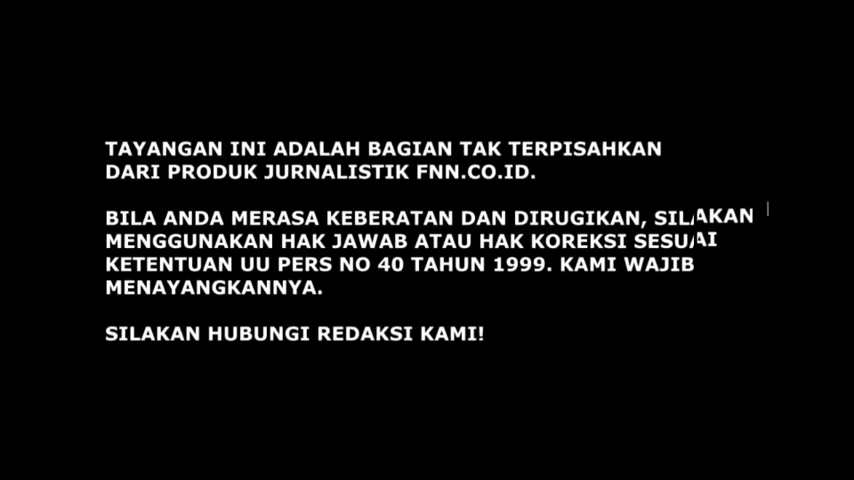 TAYANGAN INI ADALAH BAGIAN TAK TERPISAHKAN
DARI PRODUK JURNALISTIK FNN.CO.ID.
BILA ANDA MERASA KEBERATAN DAN DIRUGIKAN, SILAKAN
MENGGUNAKAN HAK JAWAB ATAU HAK KOREKSI SESUAI
KETENTUAN UU PERS NO 40 TAHUN 1999. KAMI WAJIB
MENAYANGKANNYA.
SILAKAN HUBUNGI REDAKSI KAMI!